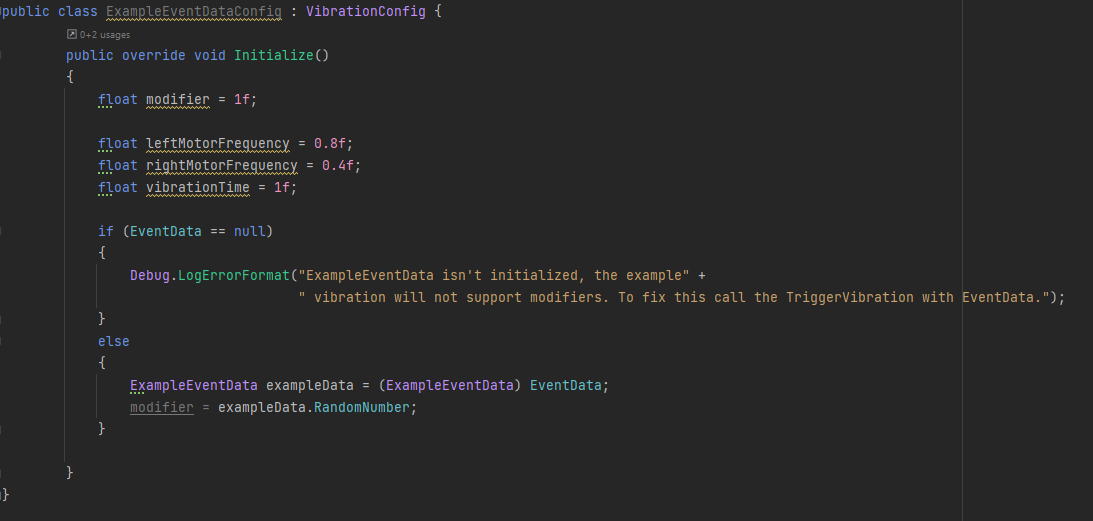 public class ExampleEventDataConfig : VibrationConfig {
0+2 usages
public override void Initialize()
{
float modifier = 1f;
float leftMotorFrequency = 0.8f;
float rightMotorFrequency = 0.4f;
float vibrationTime = 1f;
if (EventData == null)
{
Debug.LogErrorFormat("ExampleEventData isn't initialized, the example" +
" vibration will not support modifiers. To fix this call the TriggerVibration with EventData.");
}
else
{
ExampleEventData exampleData = (ExampleEventData) EventData;
modifier = exampleData.RandomNumber;
}
}
}